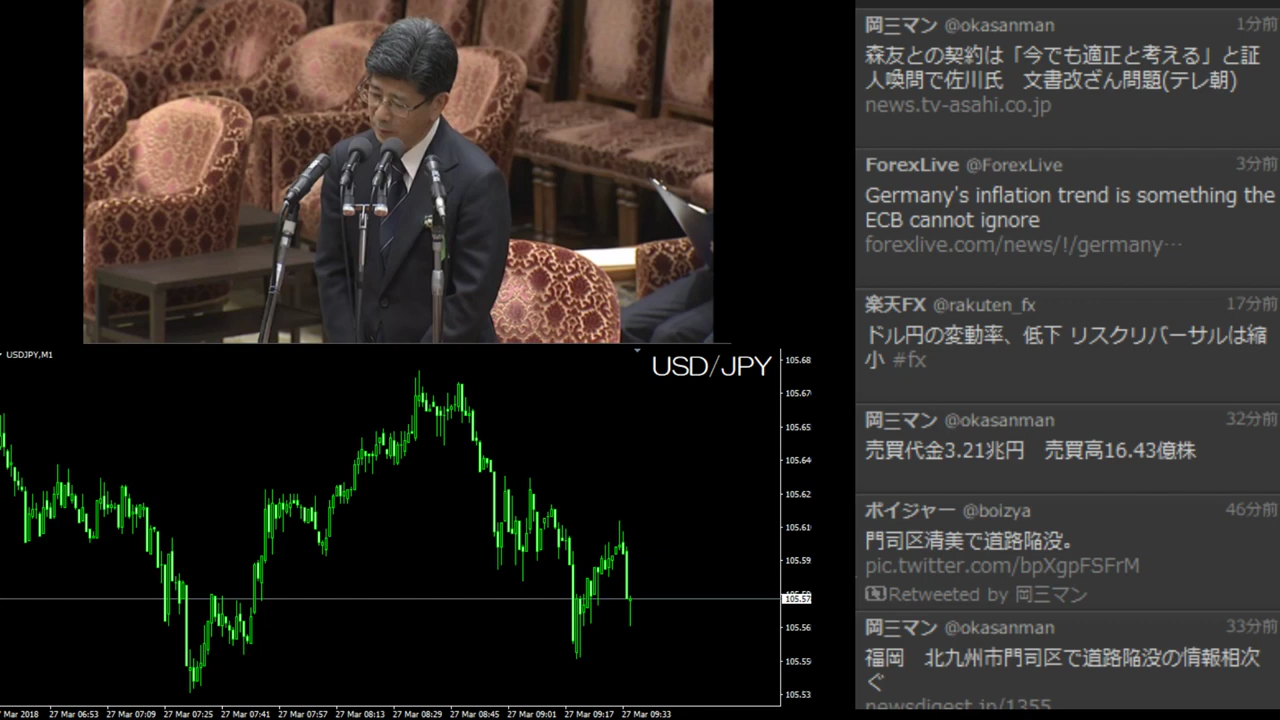 USDJPY,M1
USD/JPY
105.68
105.67
105.65
105.64
105.62
105.61
105.59
105.57
105.56
105.55
105.53
Mar 2018 27 Mar 06:53 27 Mar 07:09 27 Mar 07:25 27 Mar 07:41 27 Mar 07:57 27 Mar 08:13 27 Mar 08:29 27 Mar 08:45 27 Mar 09:01 27 Mar 09:17 27 Mar 09:33
岡三マン @okasanman 1分前
森友との契約は「今でも適正と考える」と証
人喚問で佐川氏　文書改ざん問題(テレ朝)
news.tv-asahi.co.jp
ForexLive @ForexLive 3分前
Germany's inflation trend is something the
ECB cannot ignore
forexlive.com/news/!/germany…
楽天FX @rakuten_fx 17分前
ドル円の変動率、低下 リスクリバーサルは縮
小 #fx
岡三マン @okasanman 32分前
売買代金3.21兆円　売買高16.43億株
ボイジャー @boizya 46分前
門司区清美で道路陥没。
pic.twitter.com/bpXgpFSFrM
Retweeted by 岡三マン
岡三マン @okasanman 33分前
福岡　北九州市門司区で道路陥没の情報相次
ぐ
newsdigest.jp/1355